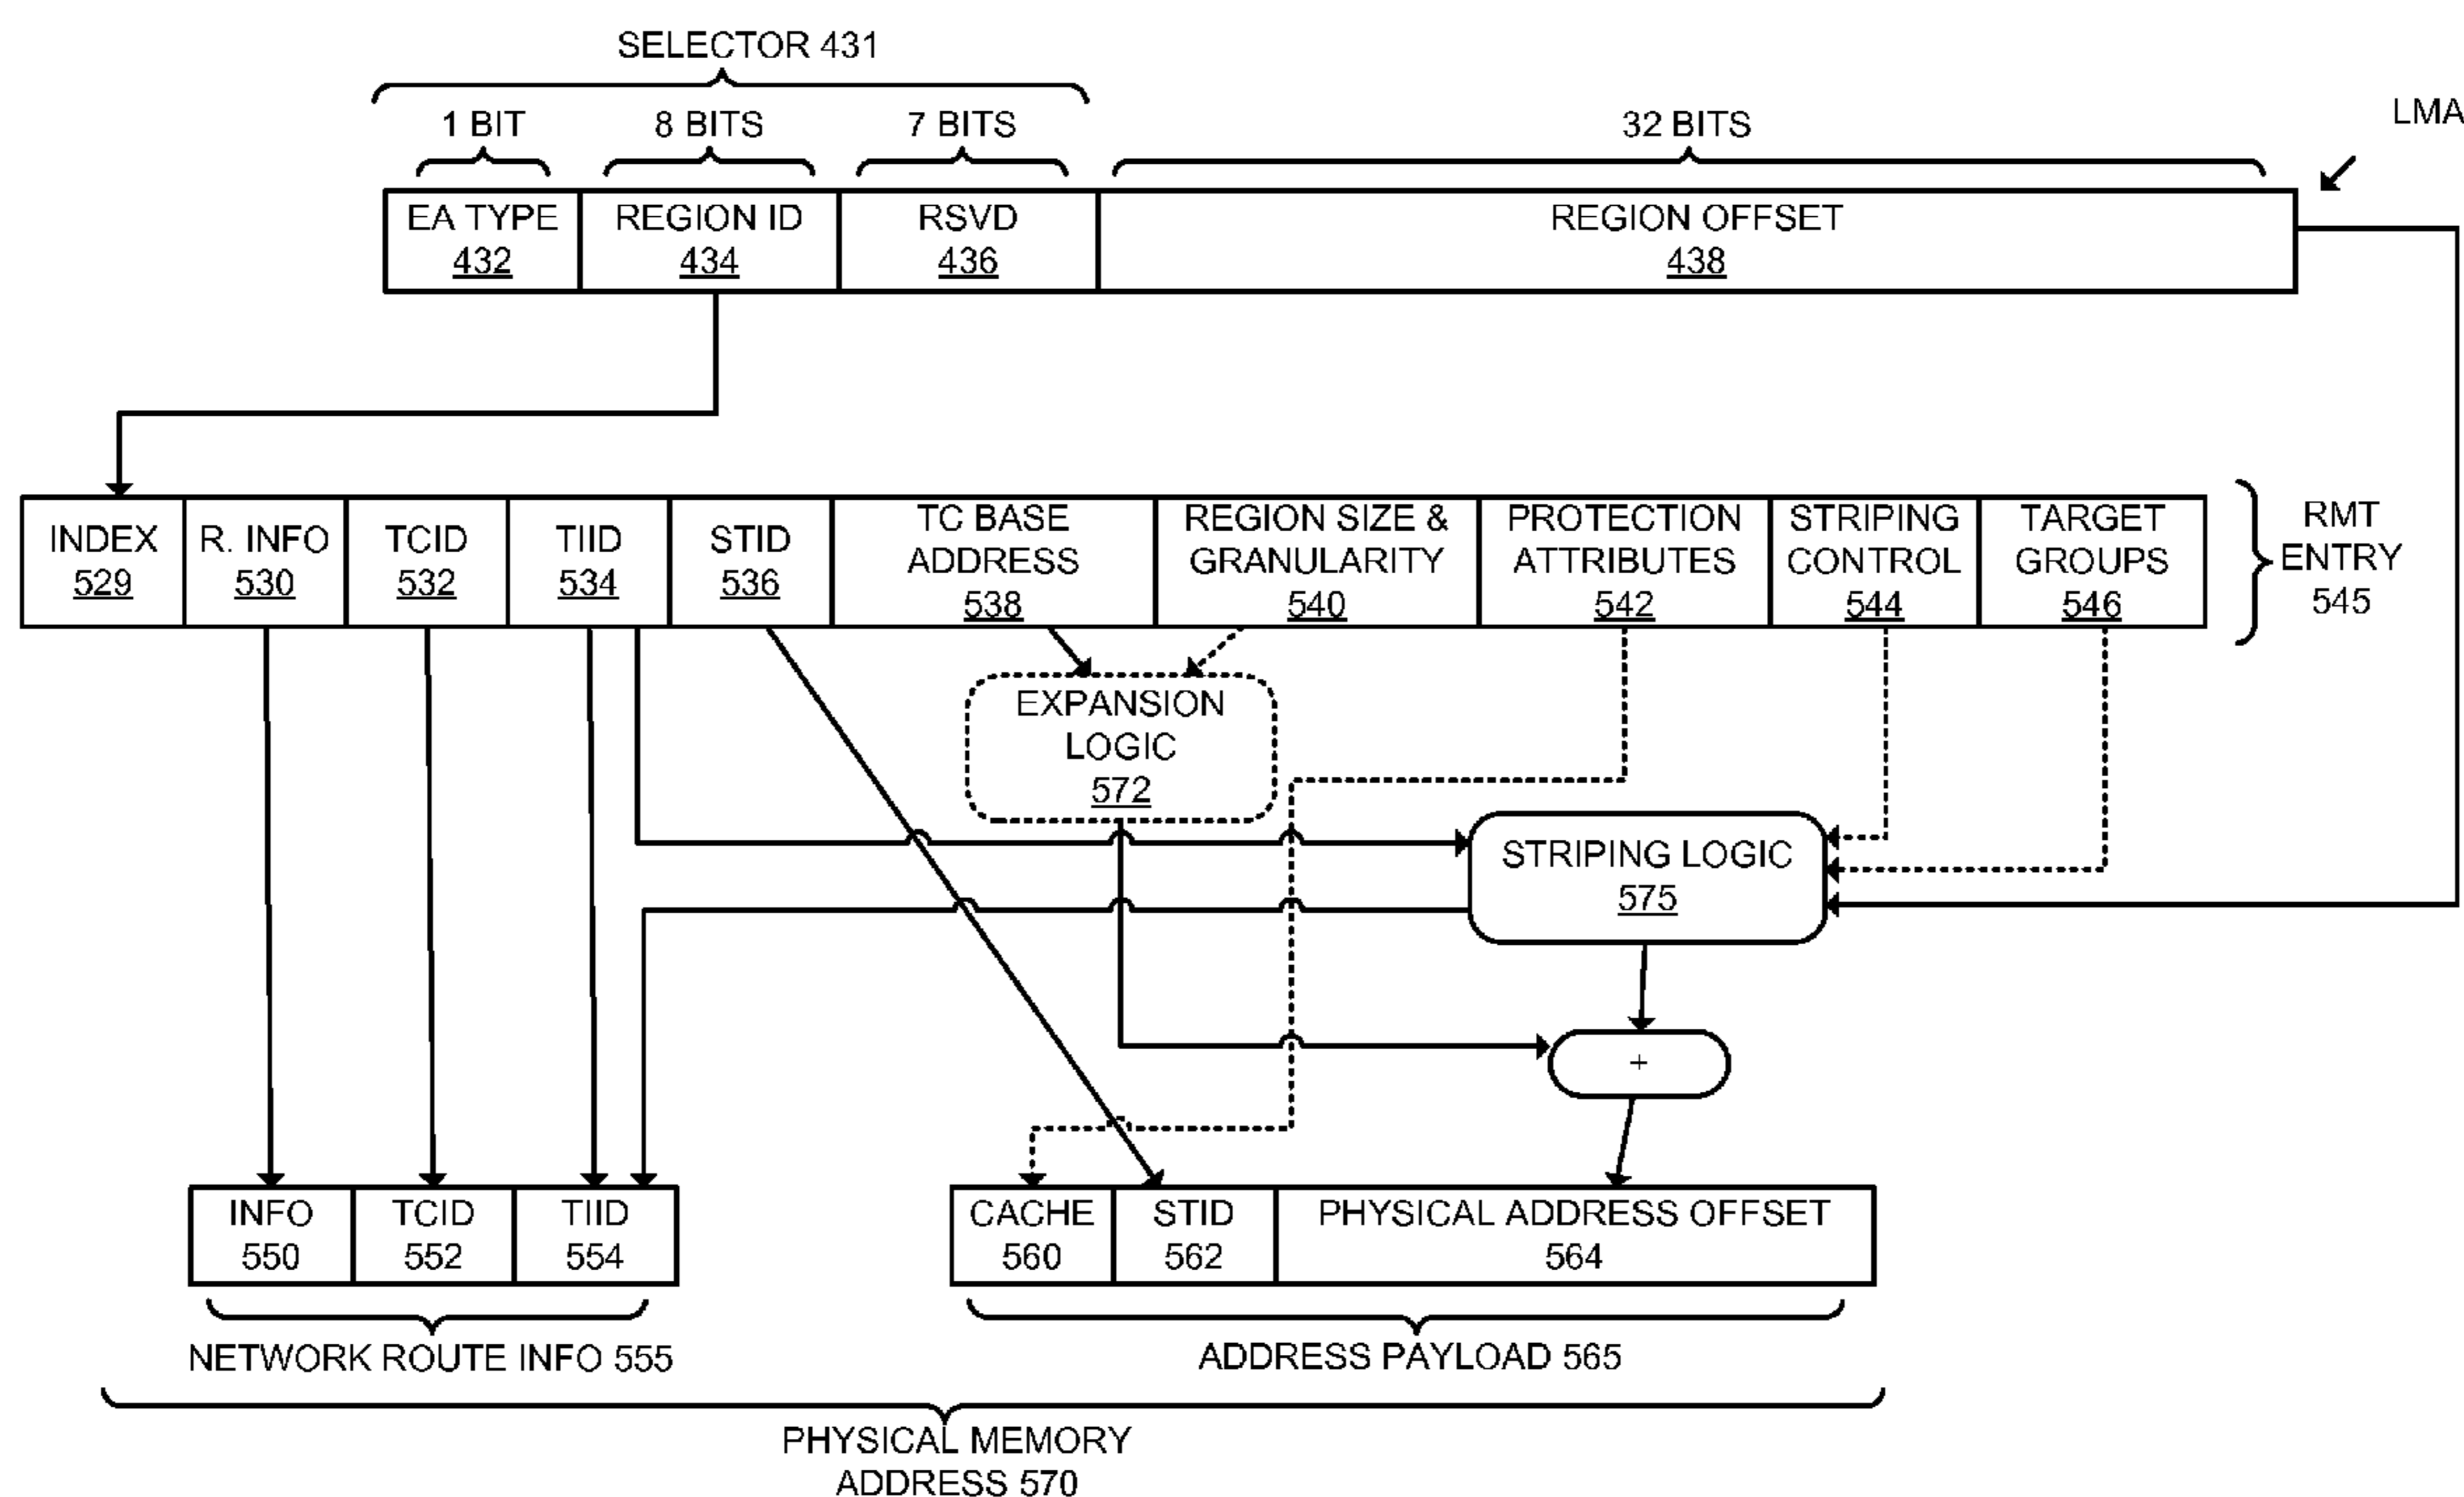 SELECTOR 431
1 BIT
8 BITS
7 BITS
32 BITS
LMA
EA TYPE
432
REGION ID
434
RSVD
436
REGION OFFSET
438
INDEX
529
R. INFO
530
TCID
532
TIID
534
STID
536
TC BASE
ADDRESS
538
REGION SIZE &
GRANULARITY
540
PROTECTION
ATTRIBUTES
542
STRIPING
CONTROL
544
TARGET
GROUPS
546
RMT
ENTRY
545
EXPANSION
LOGIC
572
STRIPING LOGIC
575
+
INFO
550
TCID
552
TIID
554
CACHE
560
STID
562
PHYSICAL ADDRESS OFFSET
564
NETWORK ROUTE INFO 555
ADDRESS PAYLOAD 565
PHYSICAL MEMORY
ADDRESS 570